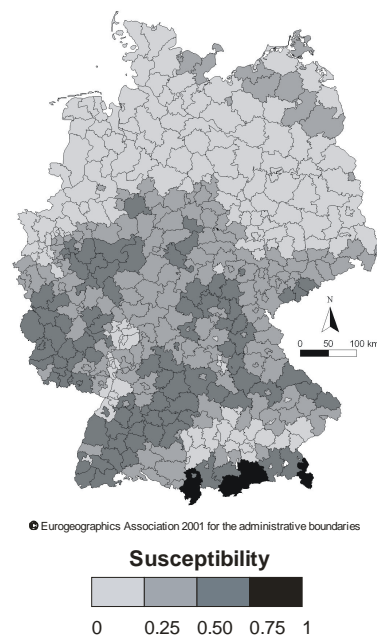 N
0 50 100 km
© Eurogeographics Association 2001 for the administrative boundaries
Susceptibility
0 0.25 0.50 0.75 1